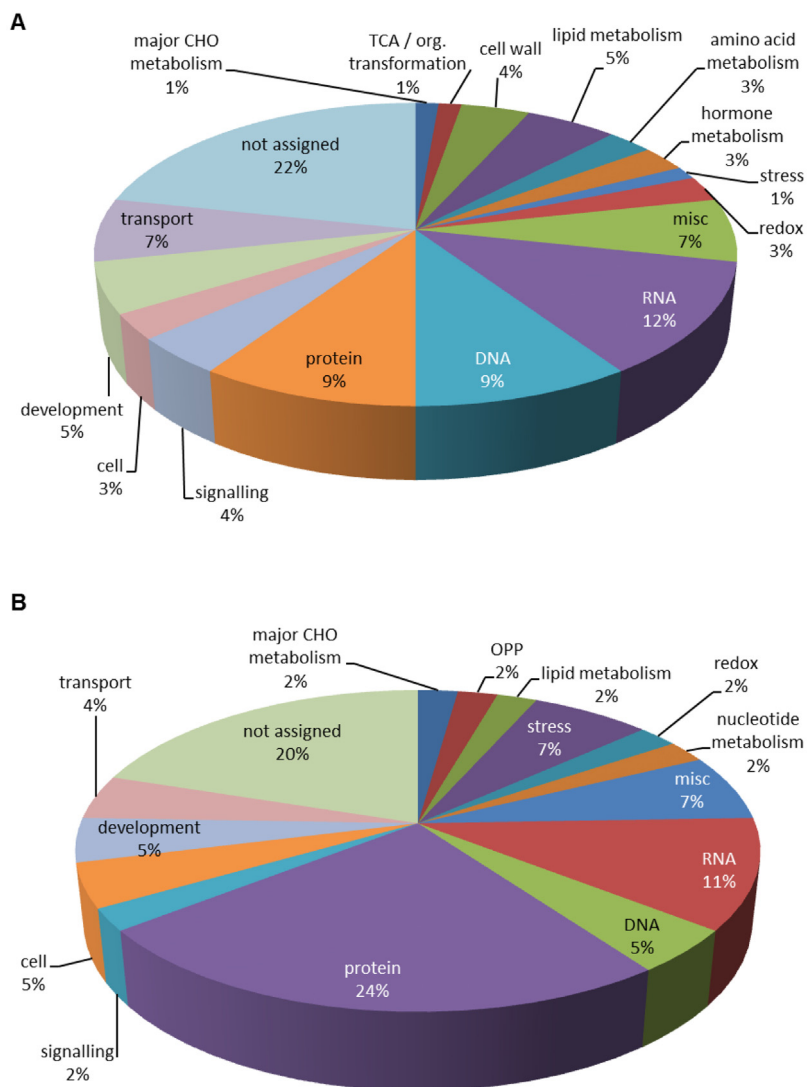 A
major CHO
metabolism
1%
TCA / org.
transformation
1%
cell wall
4%
lipid metabolism
5%
amino acid
metabolism
3%
hormone
metabolism
3%
stress
1%
redox
3%
misc
7%
RNA
12%
DNA
9%
protein
9%
signalling
4%
cell
3%
development
5%
transport
7%
not assigned
22%
B
major CHO
metabolism
2%
OPP
2%
lipid metabolism
2%
stress
7%
redox
2%
nucleotide
metabolism
2%
misc
7%
RNA
11%
DNA
5%
protein
24%
signalling
2%
cell
5%
development
5%
transport
4%
not assigned
20%